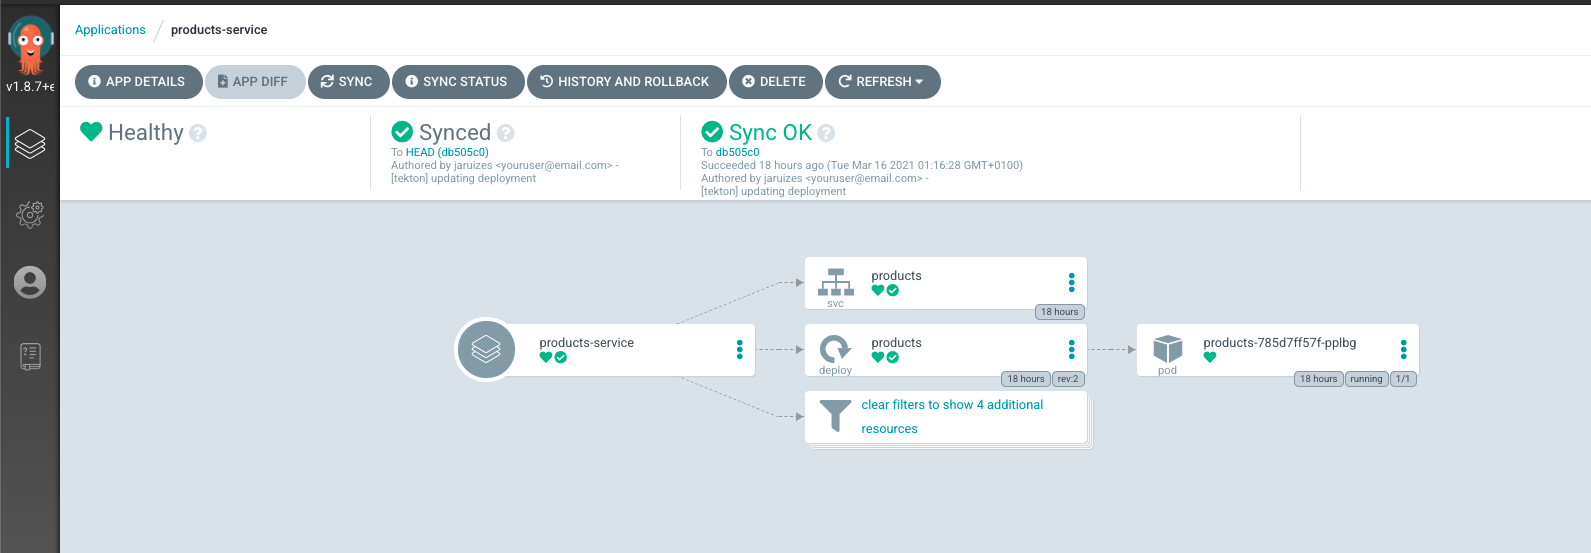 Applications / products-service
v1.8.7+e
APP DETAILS
APP DIFF
SYNC
SYNC STATUS
HISTORY AND ROLLBACK
DELETE
REFRESH
Healthy
Synced
To HEAD (db505c0)
Authored by jaruizes <youruser@email.com> -
[tekton] updating deployment
Sync OK
To db505c0
Succeeded 18 hours ago (Tue Mar 16 2021 01:16:28 GMT+0100)
Authored by jaruizes <youruser@email.com> -
[tekton] updating deployment
products
svc
18 hours
products-service
products
deploy
18 hours
rev:2
products-785d7ff57f-pplbg
pod
18 hours
running
1/1
clear filters to show 4 additional
resources